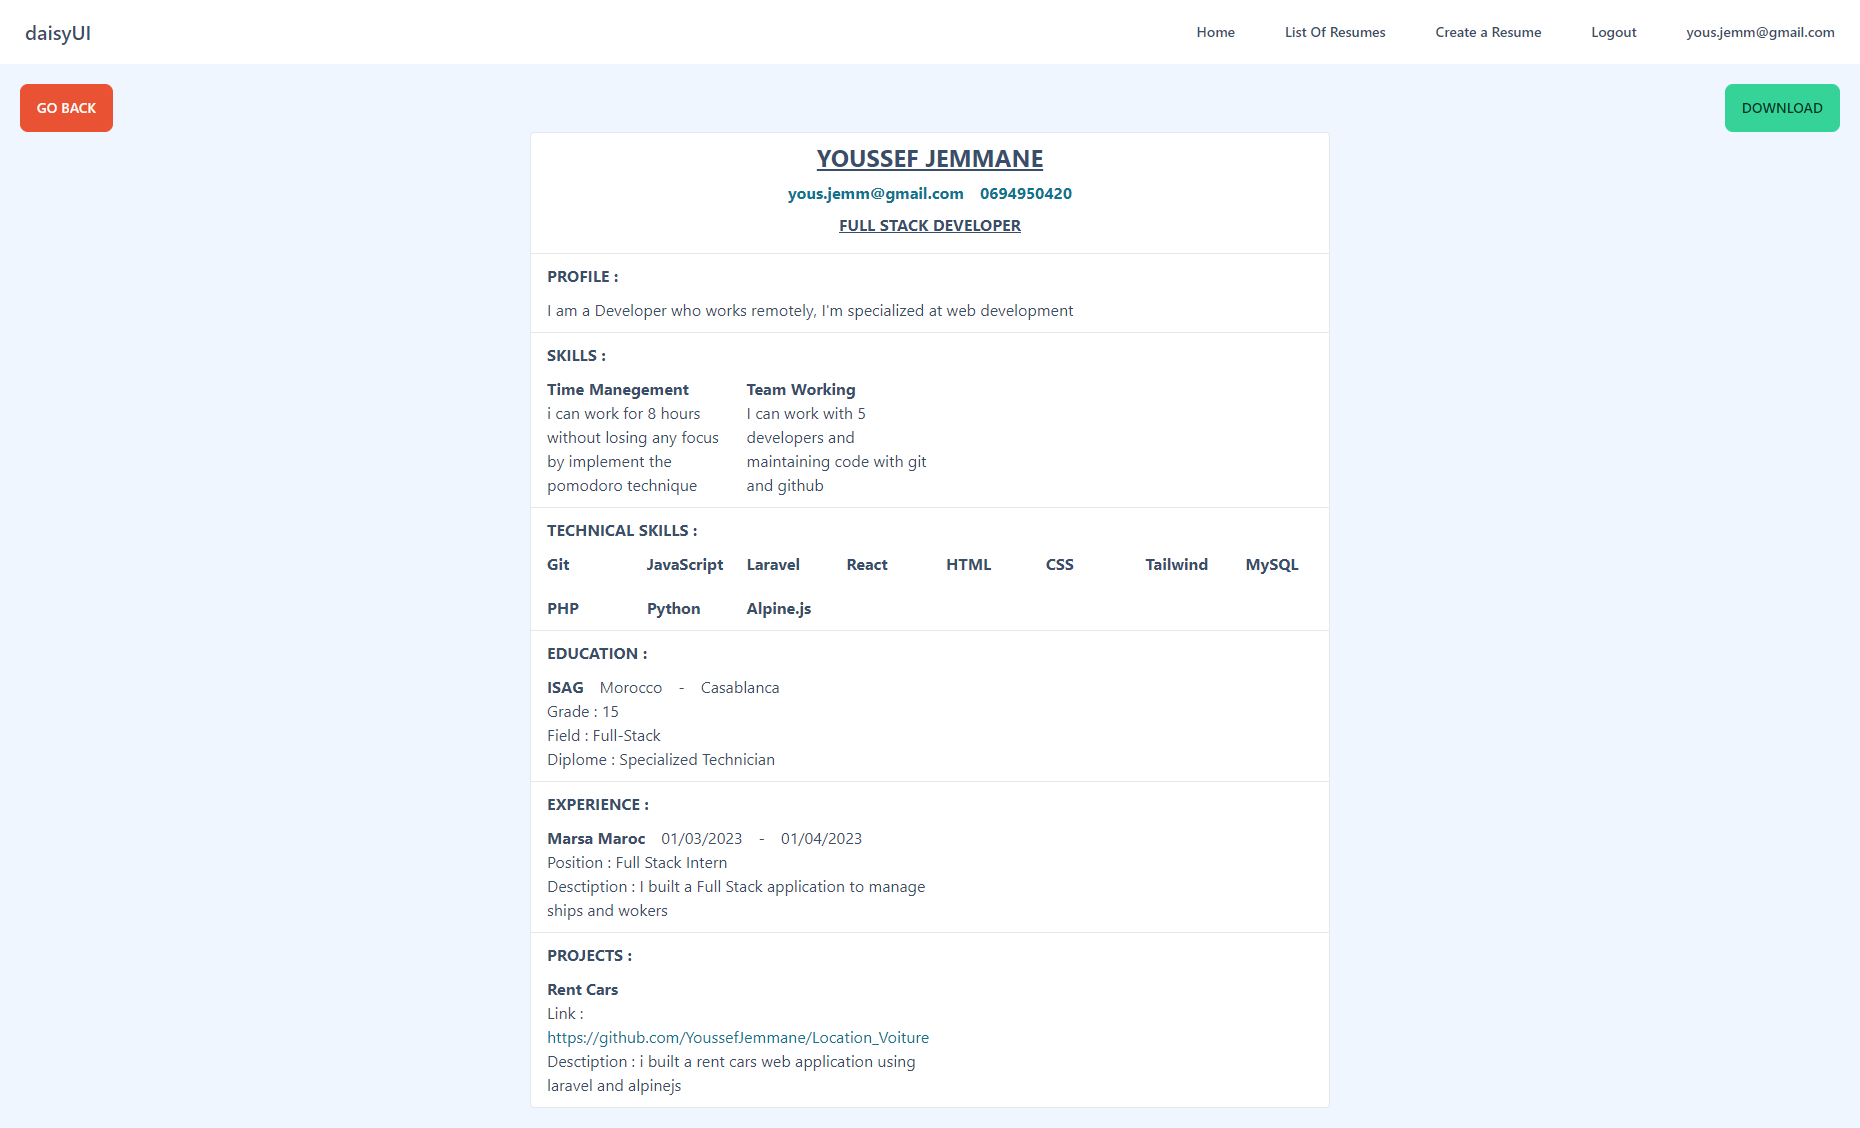 daisyUI Home List Of Resumes Create a Resume Logout yous.jemm@gmail.com
GO BACK DOWNLOAD
YOUSSEF JEMMANE
yous.jemm@gmail.com 0694950420
FULL STACK DEVELOPER
PROFILE :
I am a Developer who works remotely, I'm specialized at web development
SKILLS :
Time Manegement
i can work for 8 hours
without losing any focus
by implement the
pomodoro technique
Team Working
I can work with 5
developers and
maintaining code with git
and github
TECHNICAL SKILLS :
Git JavaScript Laravel React HTML CSS Tailwind MySQL
PHP Python Alpine.js
EDUCATION :
ISAG Morocco - Casablanca
Grade : 15
Field : Full-Stack
Diplome : Specialized Technician
EXPERIENCE :
Marsa Maroc 01/03/2023 - 01/04/2023
Position : Full Stack Intern
Desctiption : I built a Full Stack application to manage
ships and wokers
PROJECTS :
Rent Cars
Link :
https://github.com/YoussefJemmane/Location_Voiture
Desctiption : i built a rent cars web application using
laravel and alpinejs